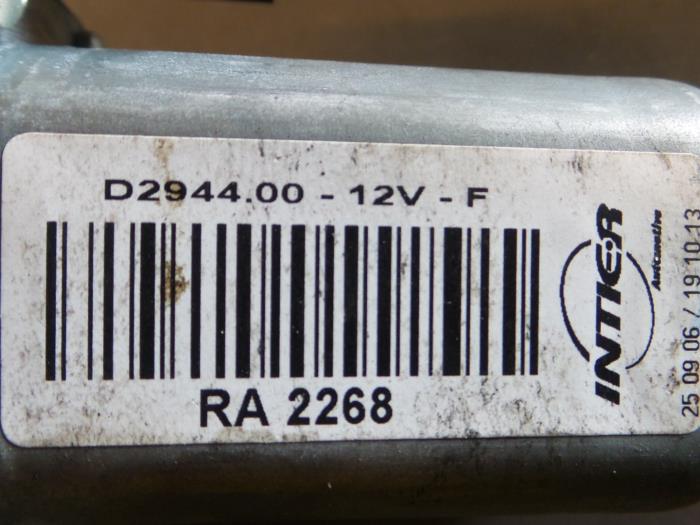 D2944.00 - 12V - F
RA 2268
INTIER
Automotive
25 09 06 / 19 10 13